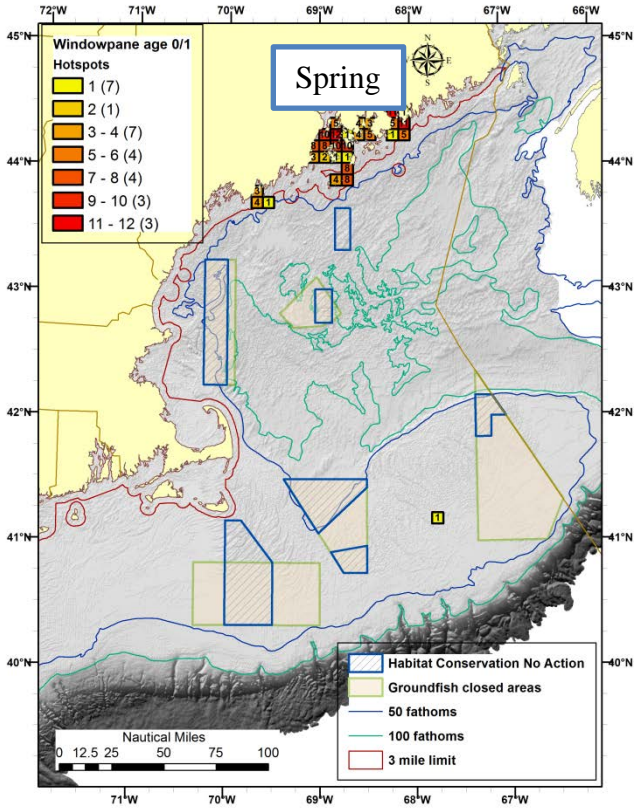 70°W 69°W 68°W 67°W 66°W
45°N 45°N
Windowpane age 0/1
Hotspots
1 (7)
2 (1)
3 - 4 (7)
5 - 6 (4)
7 - 8 (4)
9 - 10 (3)
11 - 12 (3)
Spring
N
W E
S
44°N 44°N
43°N 43°N
42°N 42°N
1
41°N 41°N
40°N 40°N
Habitat Conservation No Action
Groundfish closed areas
50 fathoms
100 fathoms
3 mile limit
Nautical Miles
0 12.5 25 50 75 100
71°W 70°W 69°W 68°W 67°W